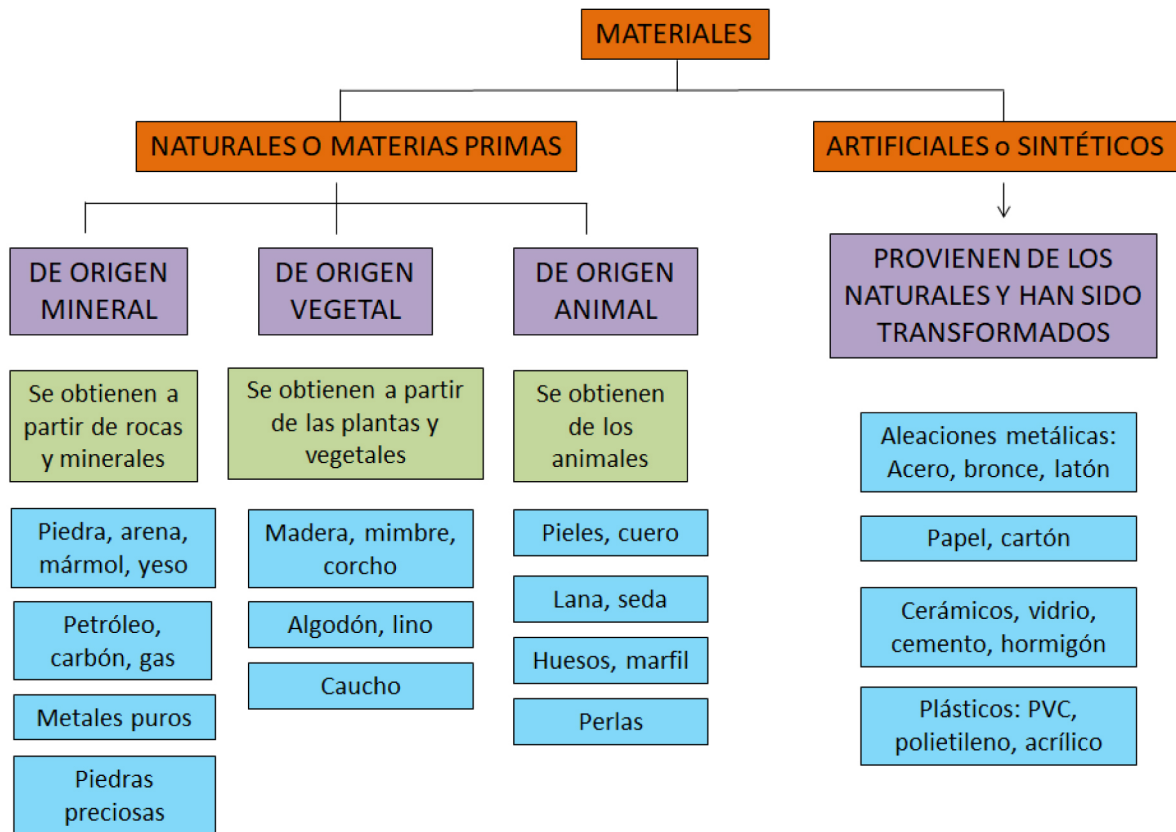 MATERIALES
NATURALES O MATERIAS PRIMAS
ARTIFICIALES o SINTÉTICOS
DE ORIGEN
MINERAL
Se obtienen a
partir de rocas
y minerales
Piedra, arena,
mármol, yeso
Petróleo,
carbón, gas
Metales puros
Piedras
preciosas
DE ORIGEN
VEGETAL
Se obtienen a partir
de las plantas y
vegetales
Madera, mimbre,
corcho
Algodón, lino
Caucho
DE ORIGEN
ANIMAL
Se obtienen
de los
animales
Pieles, cuero
Lana, seda
Huesos, marfil
Perlas
PROVIENEN DE LOS
NATURALES Y HAN SIDO
TRANSFORMADOS
Aleaciones metálicas:
Acero, bronce, latón
Papel, cartón
Cerámicos, vidrio,
cemento, hormigón
Plásticos: PVC,
polietileno, acrílico